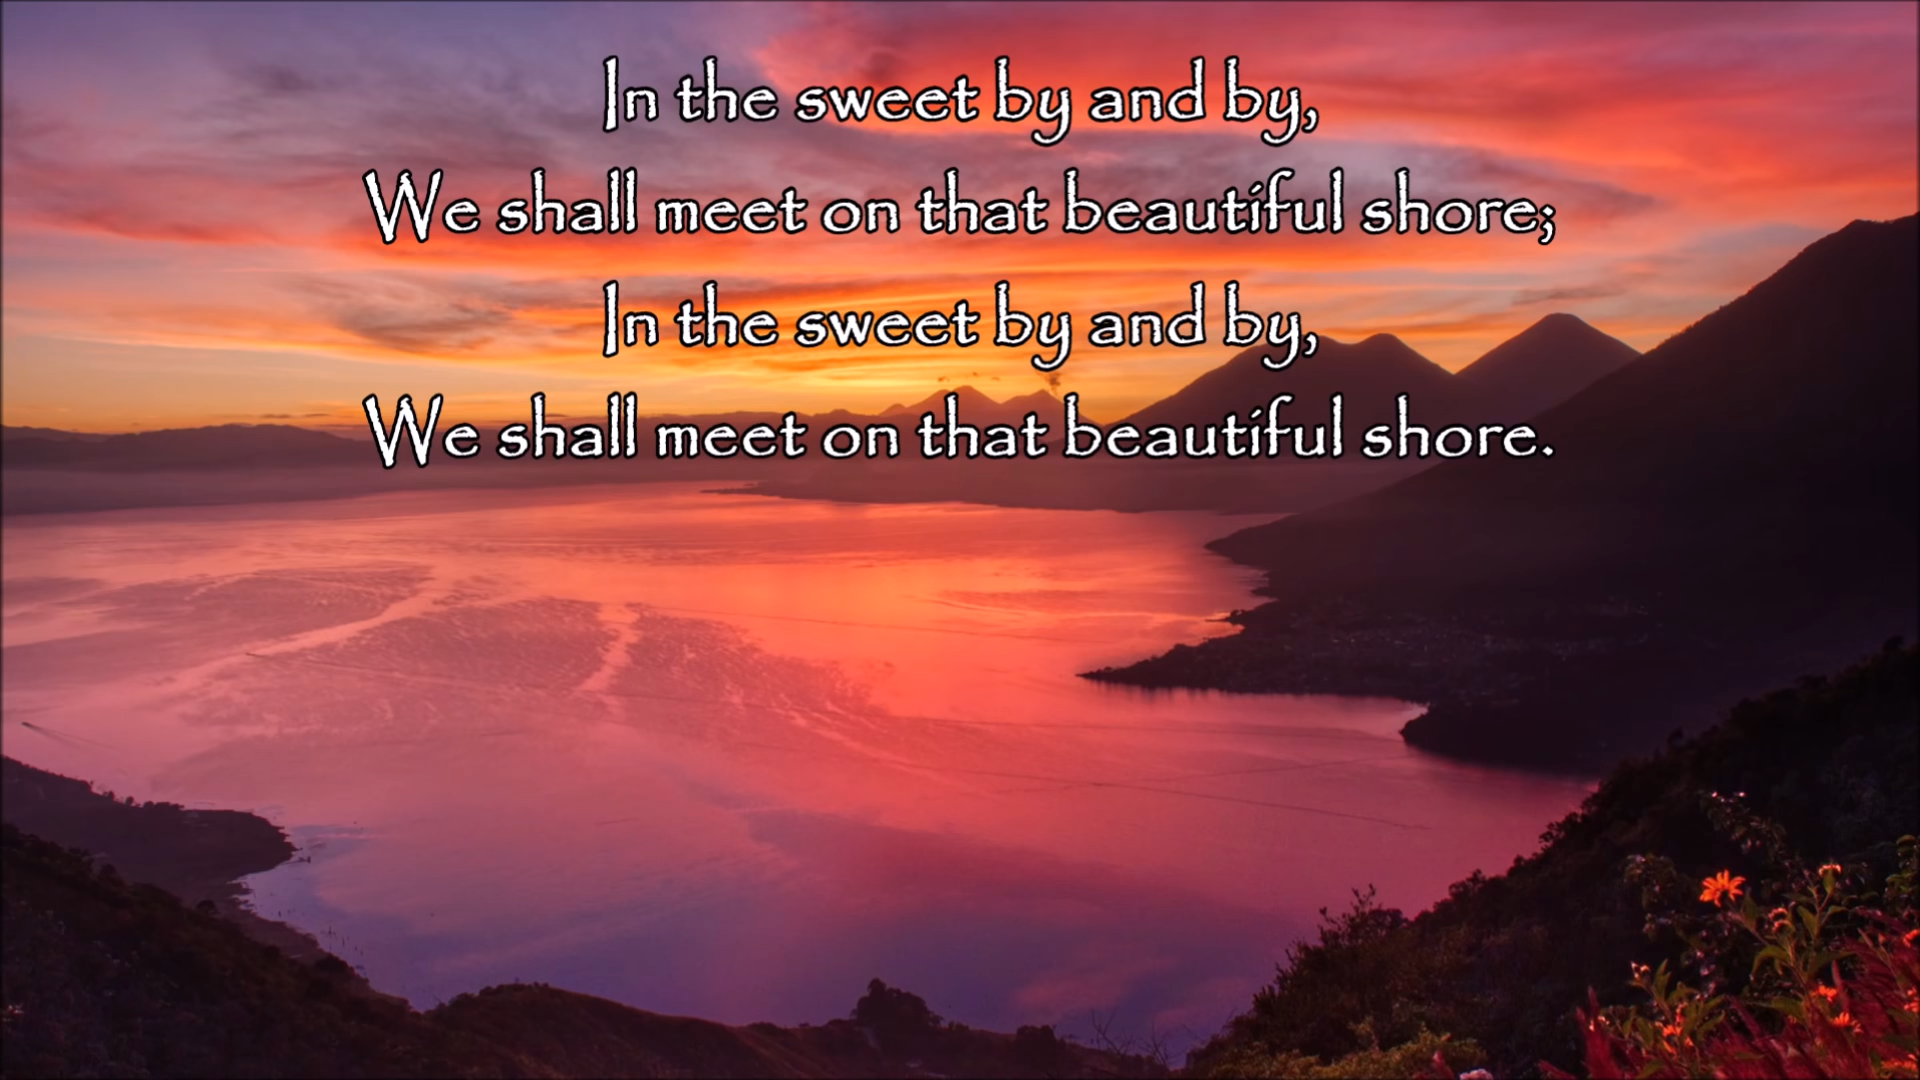 In the sweet by and by,
We shall meet on that beautiful shore;
In the sweet by and by,
We shall meet on that beautiful shore.